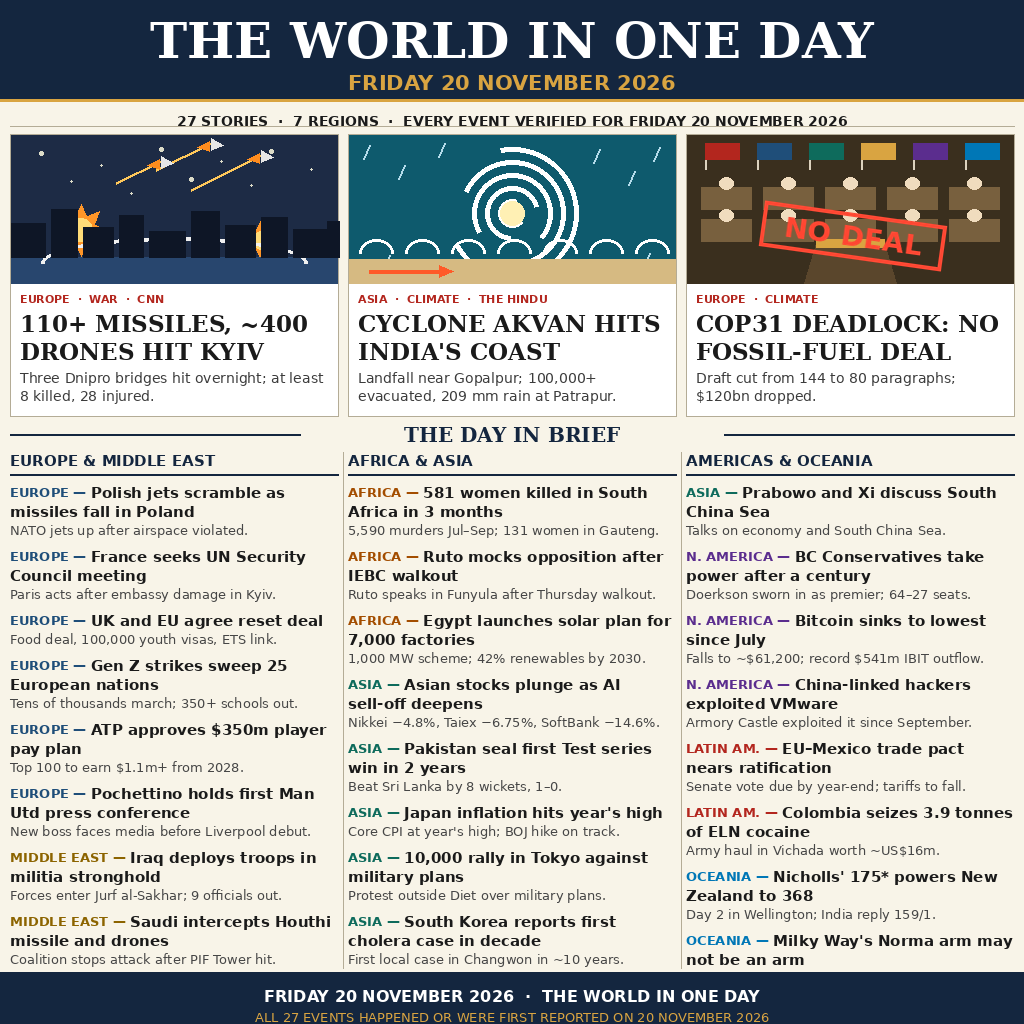 THE WORLD IN ONE DAY
FRIDAY 20 NOVEMBER 2026
27 STORIES · 7 REGIONS · EVERY EVENT VERIFIED FOR FRIDAY 20 NOVEMBER 2026
EUROPE · WAR · CNN
110+ MISSILES, ~400
DRONES HIT KYIV
Three Dnipro bridges hit overnight; at least
8 killed, 28 injured.
ASIA · CLIMATE · THE HINDU
CYCLONE AKVAN HITS
INDIA'S COAST
Landfall near Gopalpur; 100,000+
evacuated, 209 mm rain at Patrapur.
NO DEAL
EUROPE · CLIMATE
COP31 DEADLOCK: NO
FOSSIL-FUEL DEAL
Draft cut from 144 to 80 paragraphs;
$120bn dropped.
THE DAY IN BRIEF
EUROPE & MIDDLE EAST
EUROPE — Polish jets scramble as
missiles fall in Poland
NATO jets up after airspace violated.
EUROPE — France seeks UN Security
Council meeting
Paris acts after embassy damage in Kyiv.
EUROPE — UK and EU agree reset deal
Food deal, 100,000 youth visas, ETS link.
EUROPE — Gen Z strikes sweep 25
European nations
Tens of thousands march; 350+ schools out.
EUROPE — ATP approves $350m player
pay plan
Top 100 to earn $1.1m+ from 2028.
EUROPE — Pochettino holds first Man
Utd press conference
New boss faces media before Liverpool debut.
MIDDLE EAST — Iraq deploys troops in
militia stronghold
Forces enter Jurf al-Sakhar; 9 officials out.
MIDDLE EAST — Saudi intercepts Houthi
missile and drones
Coalition stops attack after PIF Tower hit.
AFRICA & ASIA
AFRICA — 581 women killed in South
Africa in 3 months
5,590 murders Jul–Sep; 131 women in Gauteng.
AFRICA — Ruto mocks opposition after
IEBC walkout
Ruto speaks in Funyula after Thursday walkout.
AFRICA — Egypt launches solar plan for
7,000 factories
1,000 MW scheme; 42% renewables by 2030.
ASIA — Asian stocks plunge as AI
sell-off deepens
Nikkei −4.8%, Taiex −6.75%, SoftBank −14.6%.
ASIA — Pakistan seal first Test series
win in 2 years
Beat Sri Lanka by 8 wickets, 1–0.
ASIA — Japan inflation hits year's high
Core CPI at year's high; BOJ hike on track.
ASIA — 10,000 rally in Tokyo against
military plans
Protest outside Diet over military plans.
ASIA — South Korea reports first
cholera case in decade
First local case in Changwon in ~10 years.
AMERICAS & OCEANIA
ASIA — Prabowo and Xi discuss South
China Sea
Talks on economy and South China Sea.
N. AMERICA — BC Conservatives take
power after a century
Doerkson sworn in as premier; 64–27 seats.
N. AMERICA — Bitcoin sinks to lowest
since July
Falls to ~$61,200; record $541m IBIT outflow.
N. AMERICA — China-linked hackers
exploited VMware
Armory Castle exploited it since September.
LATIN AM. — EU–Mexico trade pact
nears ratification
Senate vote due by year-end; tariffs to fall.
LATIN AM. — Colombia seizes 3.9 tonnes
of ELN cocaine
Army haul in Vichada worth ~US$16m.
OCEANIA — Nicholls' 175* powers New
Zealand to 368
Day 2 in Wellington; India reply 159/1.
OCEANIA — Milky Way's Norma arm may
not be an arm
FRIDAY 20 NOVEMBER 2026 · THE WORLD IN ONE DAY
ALL 27 EVENTS HAPPENED OR WERE FIRST REPORTED ON 20 NOVEMBER 2026